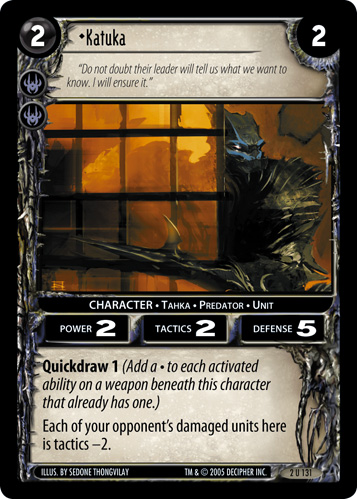 2 •Katuka 2
“Do not doubt their leader will tell us what we want to
know. I will ensure it.”
CHARACTER • TAHKA • PREDATOR • UNIT
POWER 2 TACTICS 2 DEFENSE 5
Quickdraw 1 (Add a • to each activated
ability on a weapon beneath this character
that already has one.)
Each of your opponent’s damaged units here
is tactics –2.
ILLUS. BY SEDONE THONGVILAY TM & © 2005 DECIPHER INC. 2 U 131